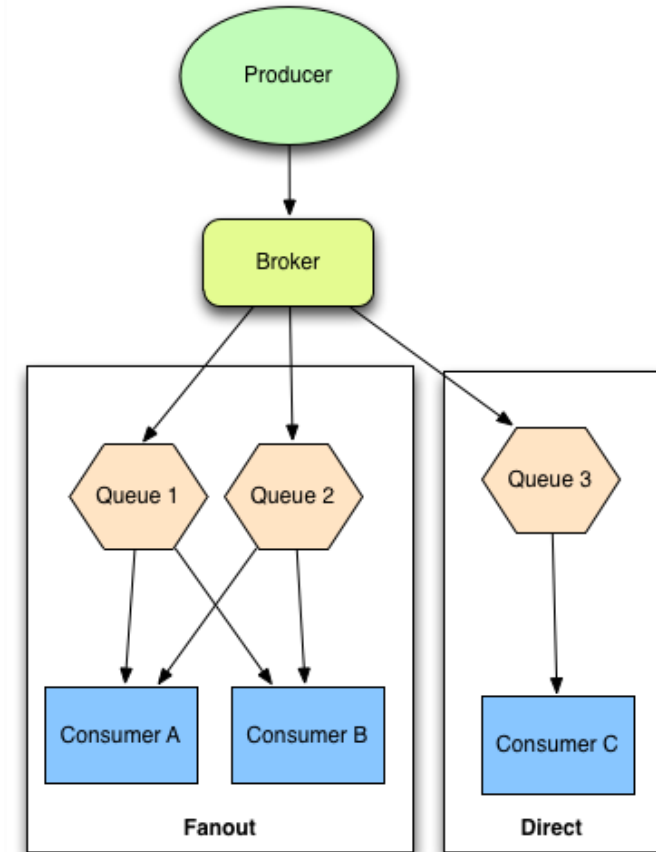 Producer
Broker
Queue 1
Queue 2
Queue 3
Consumer A
Consumer B
Consumer C
Fanout
Direct